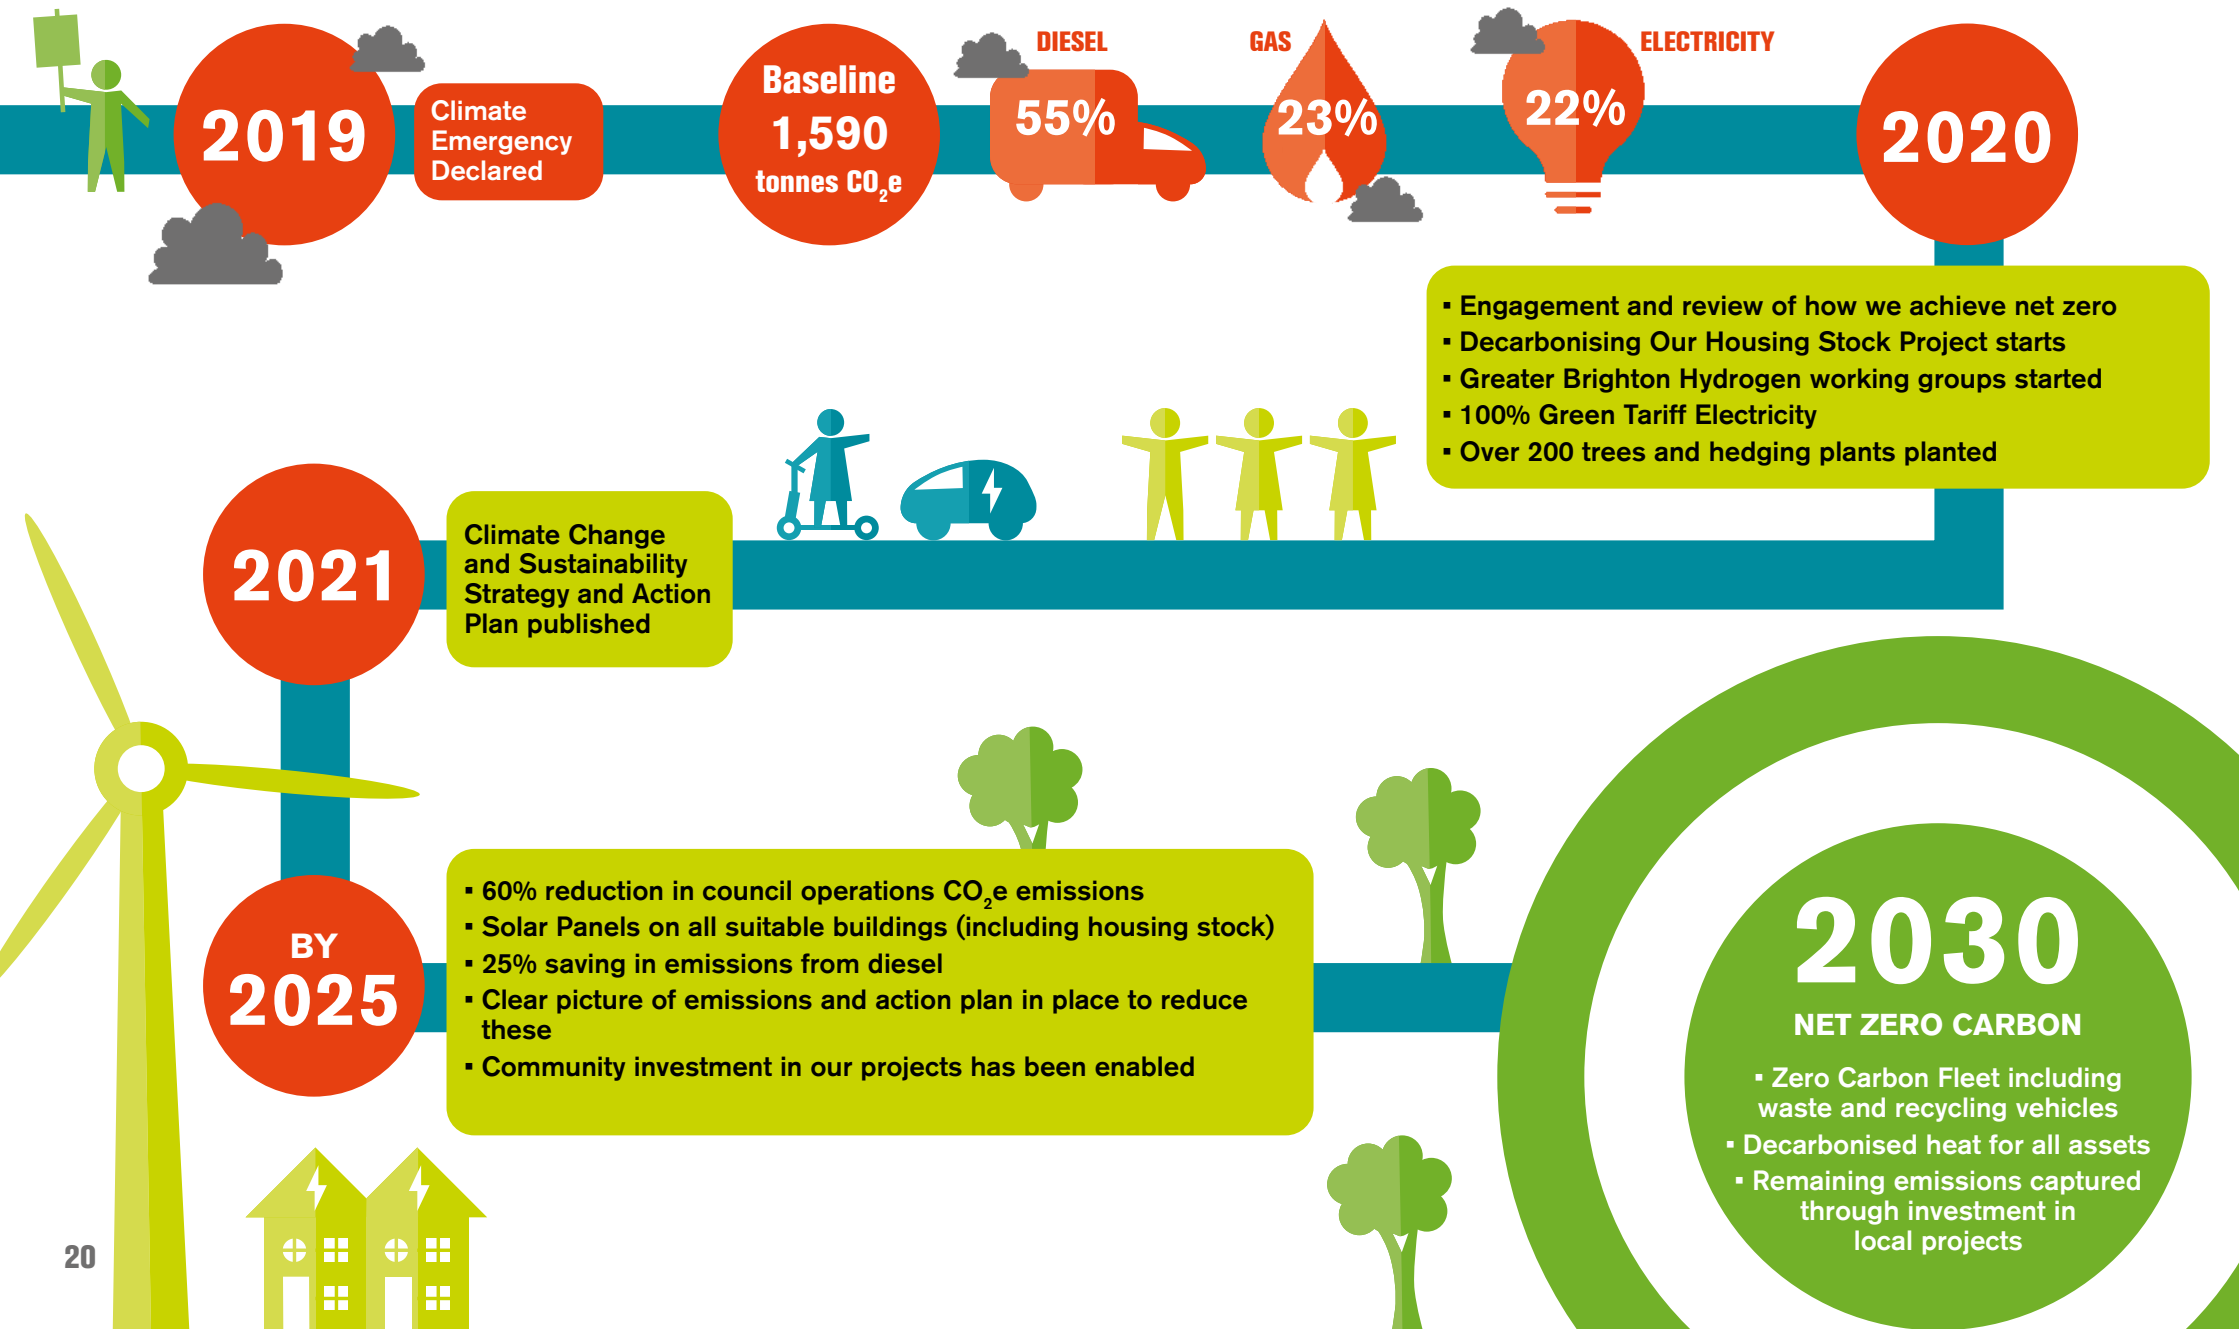 2019
Climate
Emergency
Declared
Baseline
1,590
tonnes CO₂e
DIESEL
55%
GAS
23%
ELECTRICITY
22%
2020
▪ Engagement and review of how we achieve net zero
▪ Decarbonising Our Housing Stock Project starts
▪ Greater Brighton Hydrogen working groups started
▪ 100% Green Tariff Electricity
▪ Over 200 trees and hedging plants planted
2021
Climate Change
and Sustainability
Strategy and Action
Plan published
BY
2025
▪ 60% reduction in council operations CO₂e emissions
▪ Solar Panels on all suitable buildings (including housing stock)
▪ 25% saving in emissions from diesel
▪ Clear picture of emissions and action plan in place to reduce
these
▪ Community investment in our projects has been enabled
2030
NET ZERO CARBON
▪ Zero Carbon Fleet including
waste and recycling vehicles
▪ Decarbonised heat for all assets
▪ Remaining emissions captured
through investment in
local projects
20